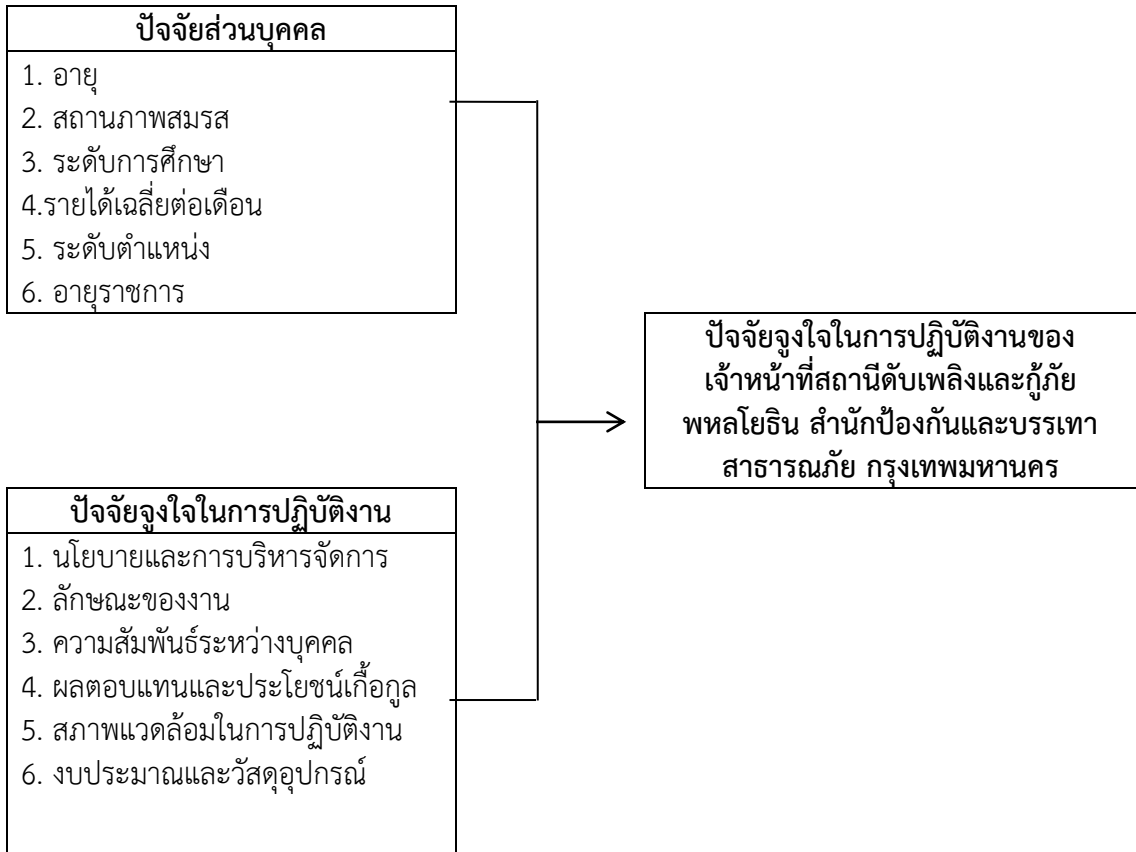 ปัจจัยส่วนบุคคล
1. อายุ
2. สถานภาพสมรส
3. ระดับการศึกษา
4.รายได้เฉลี่ยต่อเดือน
5. ระดับตำแหน่ง
6. อายุราชการ
ปัจจัยจูงใจในการปฏิบัติงานของ
เจ้าหน้าที่สถานีดับเพลิงและกู้ภัย
พหลโยธิน สำนักป้องกันและบรรเทา
สาธารณภัย กรุงเทพมหานคร
ปัจจัยจูงใจในการปฏิบัติงาน
1. นโยบายและการบริหารจัดการ
2. ลักษณะของงาน
3. ความสัมพันธ์ระหว่างบุคคล
4. ผลตอบแทนและประโยชน์เกื้อกูล
5. สภาพแวดล้อมในการปฏิบัติงาน
6. งบประมาณและวัสดุอุปกรณ์